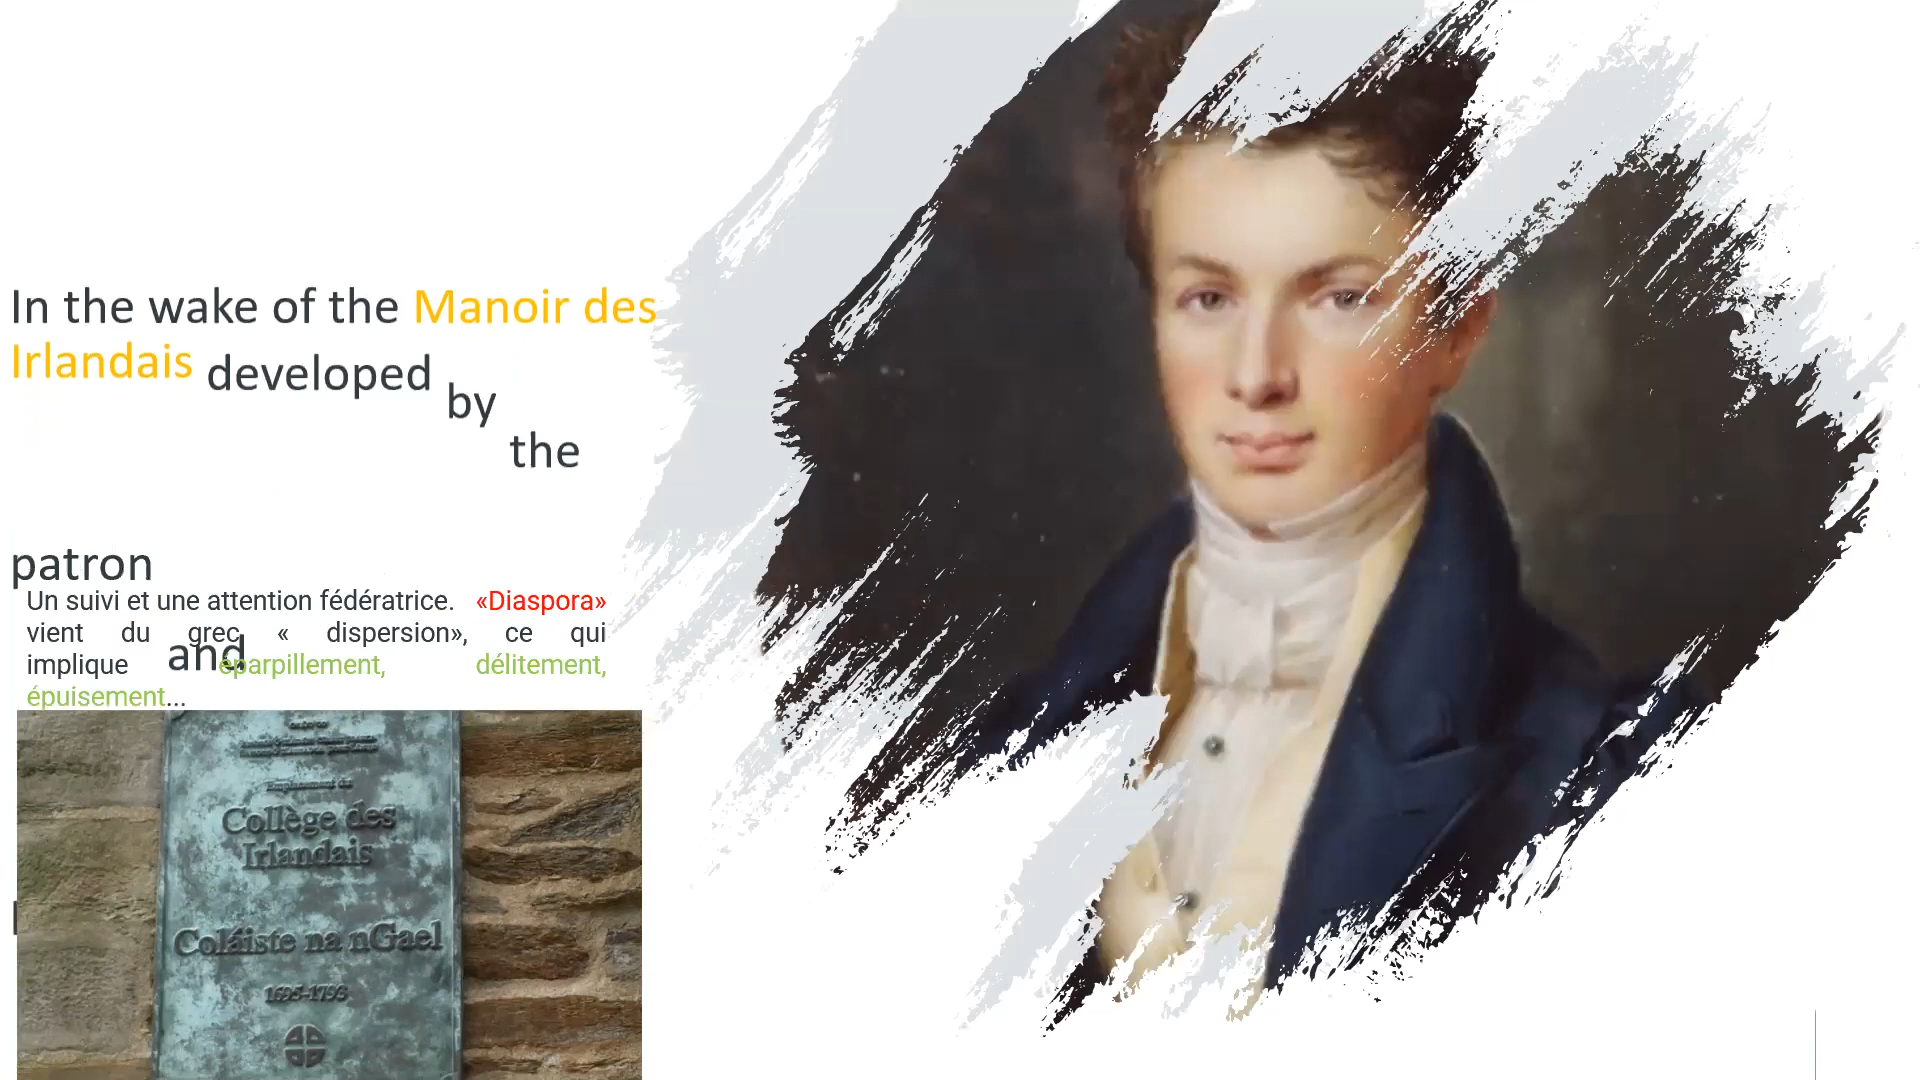 In the wake of the Manoir des
Irlandais developed
by
the
patron
Un suivi et une attention fédératrice. «Diaspora»
vient du grec « dispersion», ce qui
and
implique éparpillement, délitement,
épuisement...
Emplacement du
Collège des
Irlandais
Coláiste na nGael
1695-1793